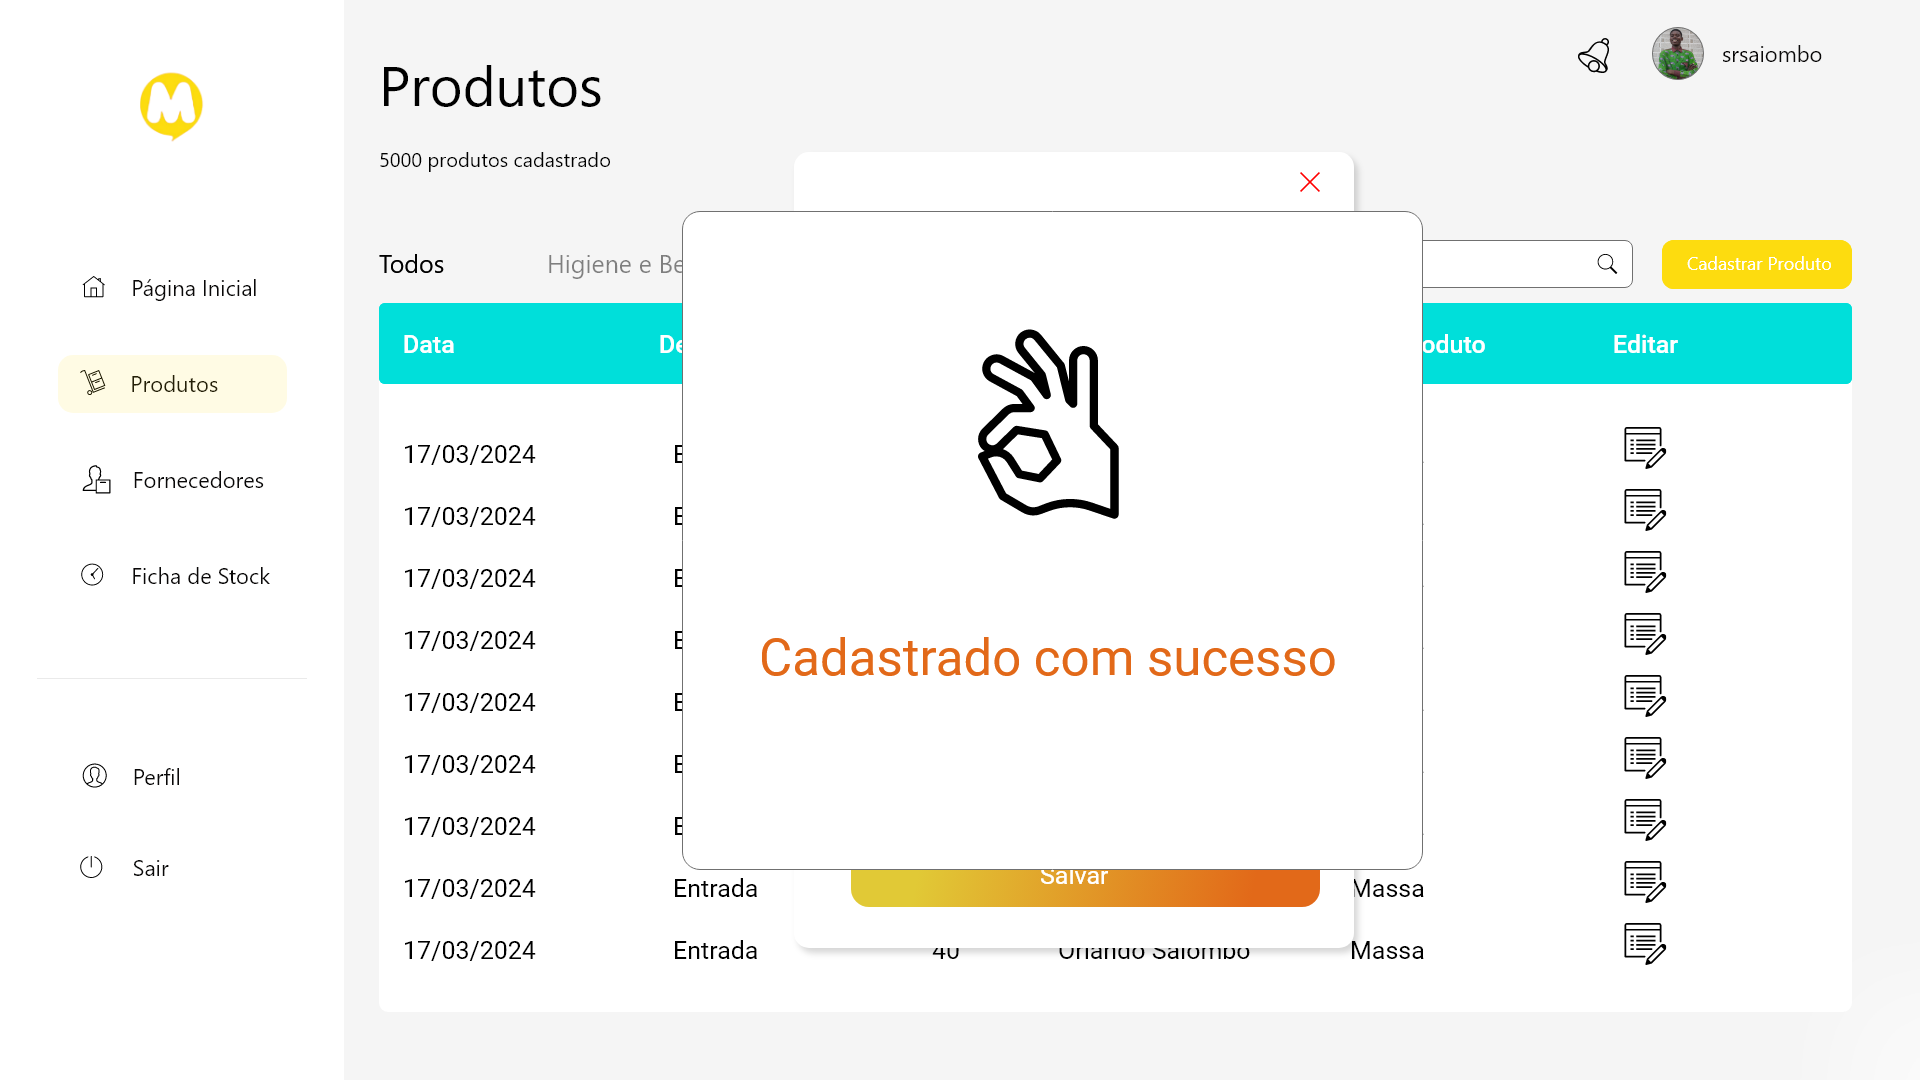 M
srsaiombo
Produtos
5000 produtos cadastrado
Todos
Higiene e Be
Cadastrar Produto
Data
De
oduto
Editar
Página Inicial
Produtos
Fornecedores
Ficha de Stock
Perfil
Sair
17/03/2024
17/03/2024
17/03/2024
17/03/2024
17/03/2024
17/03/2024
17/03/2024
17/03/2024 Entrada Massa
17/03/2024 Entrada 40 Orlando Saiombo Massa
Cadastrado com sucesso
Salvar